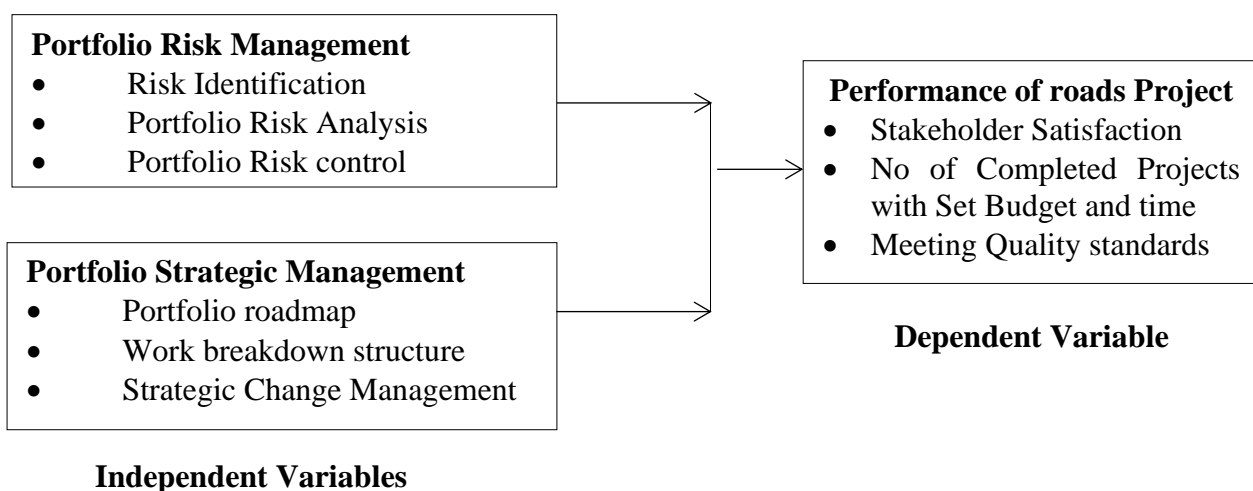 Portfolio Risk Management
• Risk Identification
• Portfolio Risk Analysis
• Portfolio Risk control
Portfolio Strategic Management
• Portfolio roadmap
• Work breakdown structure
• Strategic Change Management
Independent Variables
Performance of roads Project
• Stakeholder Satisfaction
• No of Completed Projects
with Set Budget and time
• Meeting Quality standards
Dependent Variable